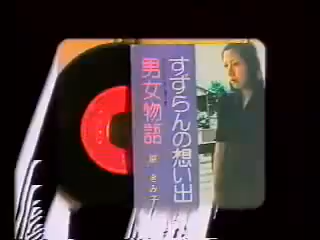 すずらんの想い出
男女物語
きみ子